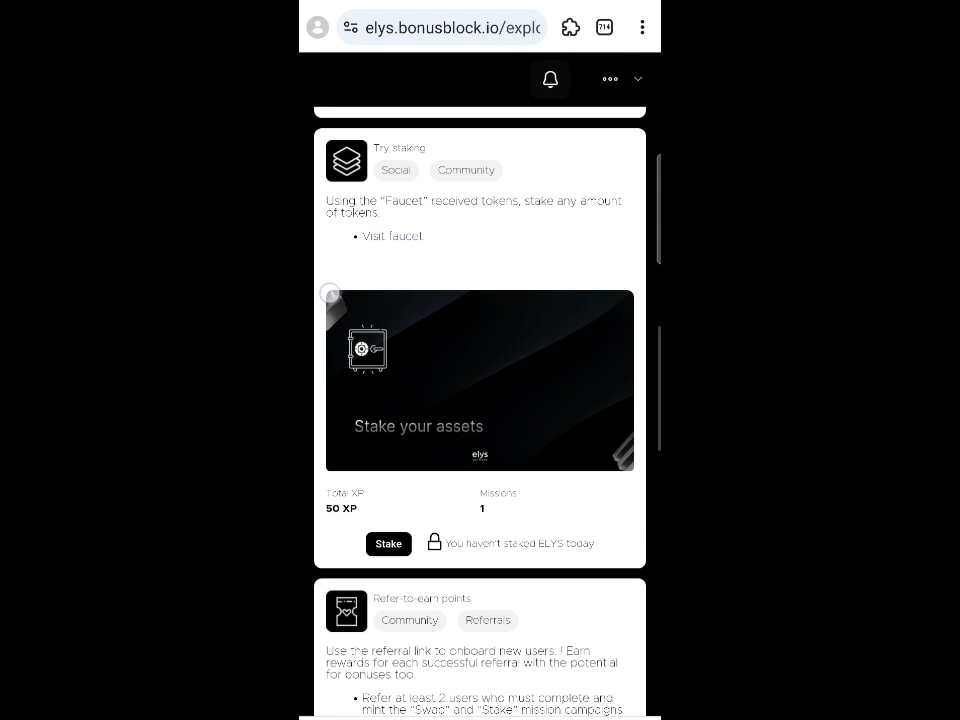 elys.bonusblock.io/explo
714
Try staking
Social Community
Using the "Faucet" received tokens, stake any amount
of tokens.
• Visit faucet
Stake your assets
elys
Total XP Missions
50 XP 1
Stake You haven't staked ELYS today
Refer-to-earn points
Community Referrals
Use the referral link to onboard new users. ! Earn
rewards for each successful referral with the potential
for bonuses too.
• Refer at least 2 users who must complete and
mint the "Swap" and "Stake" mission campaigns